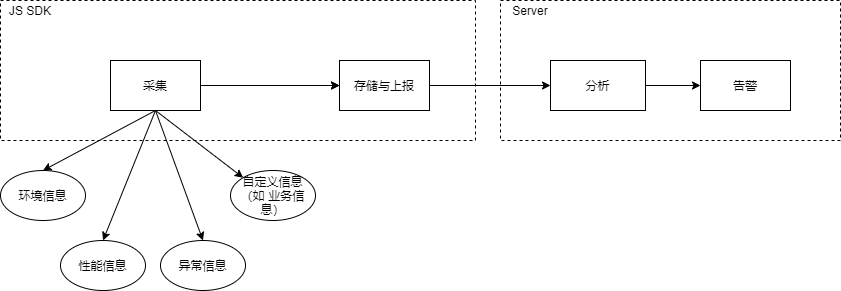 JS SDK
Server
采集
存储与上报
分析
告警
环境信息
自定义信息
（如 业务信
息）
性能信息
异常信息